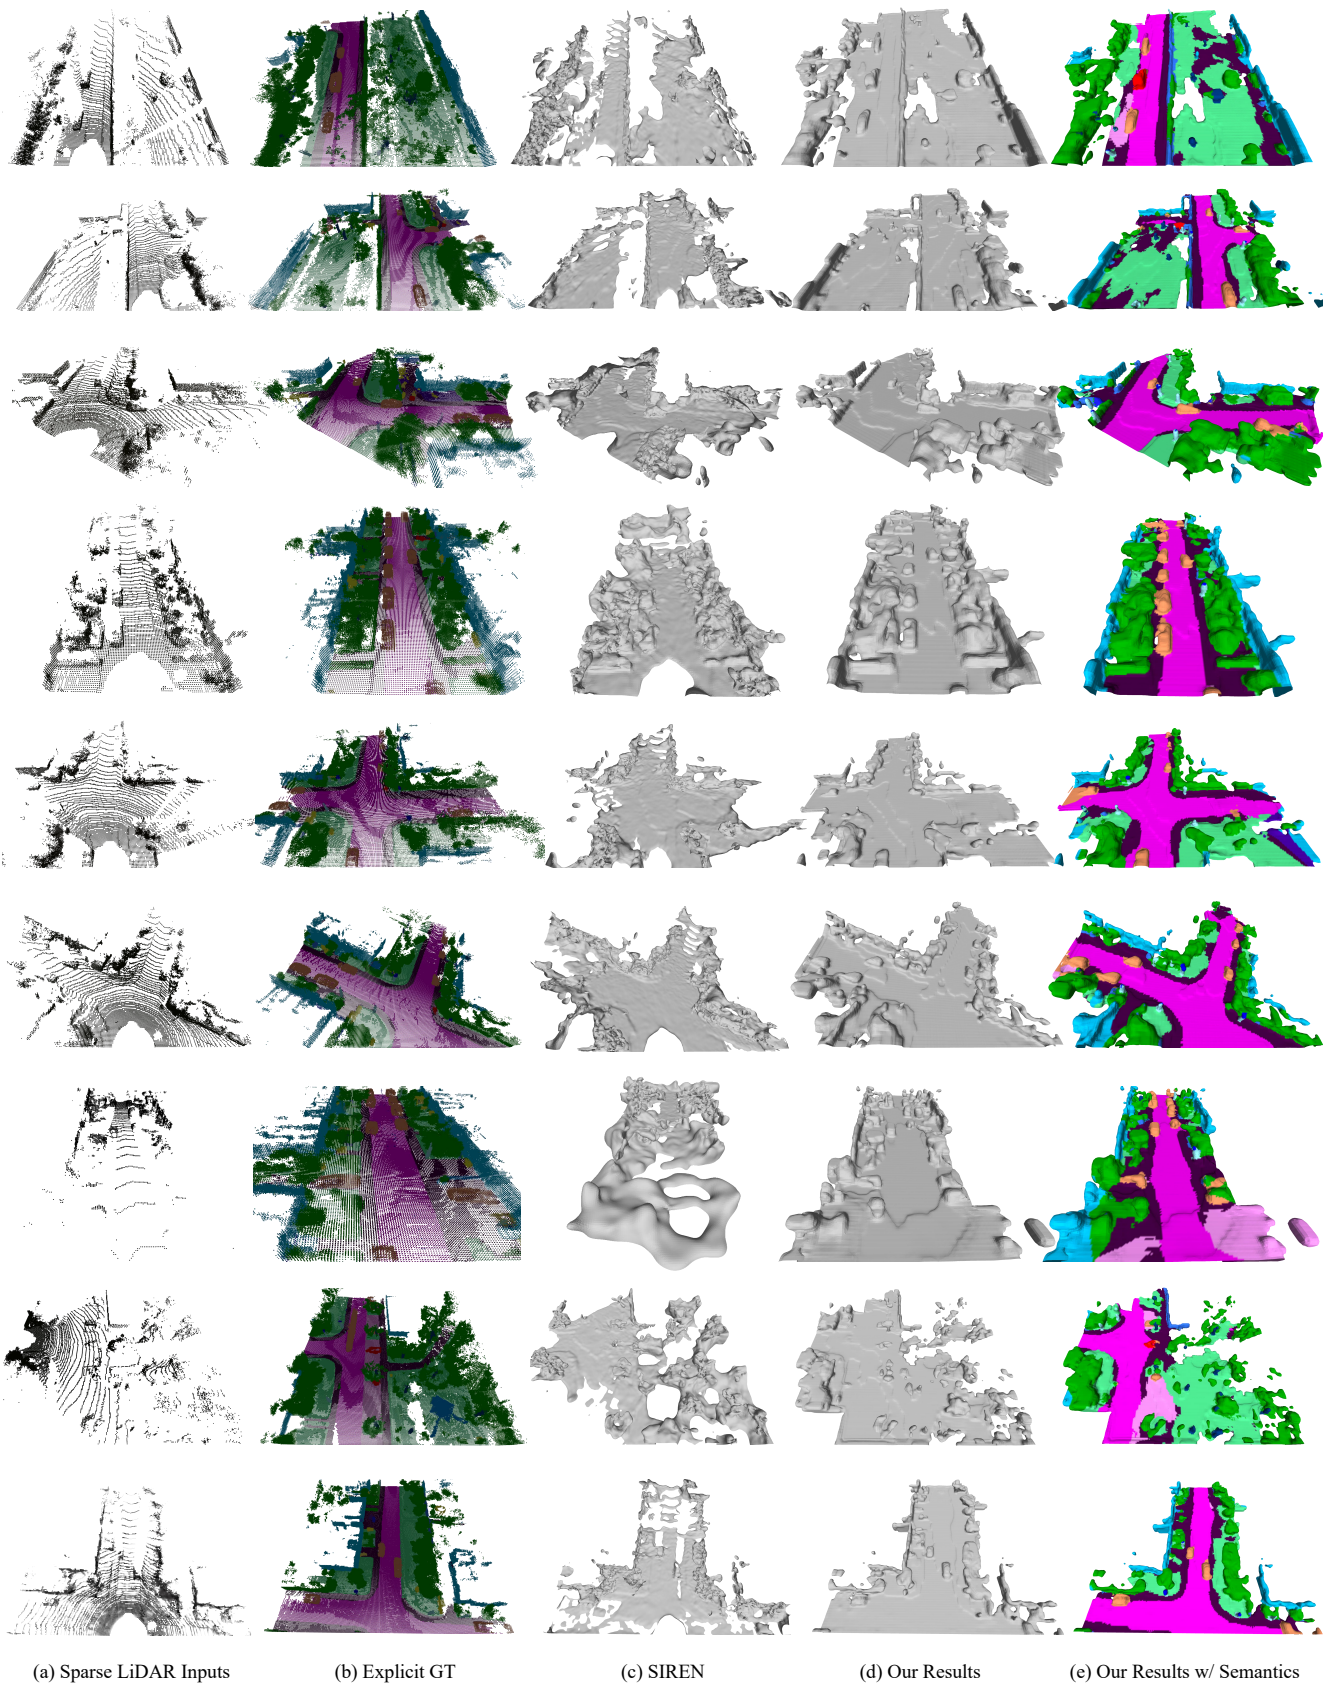 (a) Sparse LiDAR Inputs
(b) Explicit GT
(c) SIREN
(d) Our Results
(e) Our Results w/ Semantics